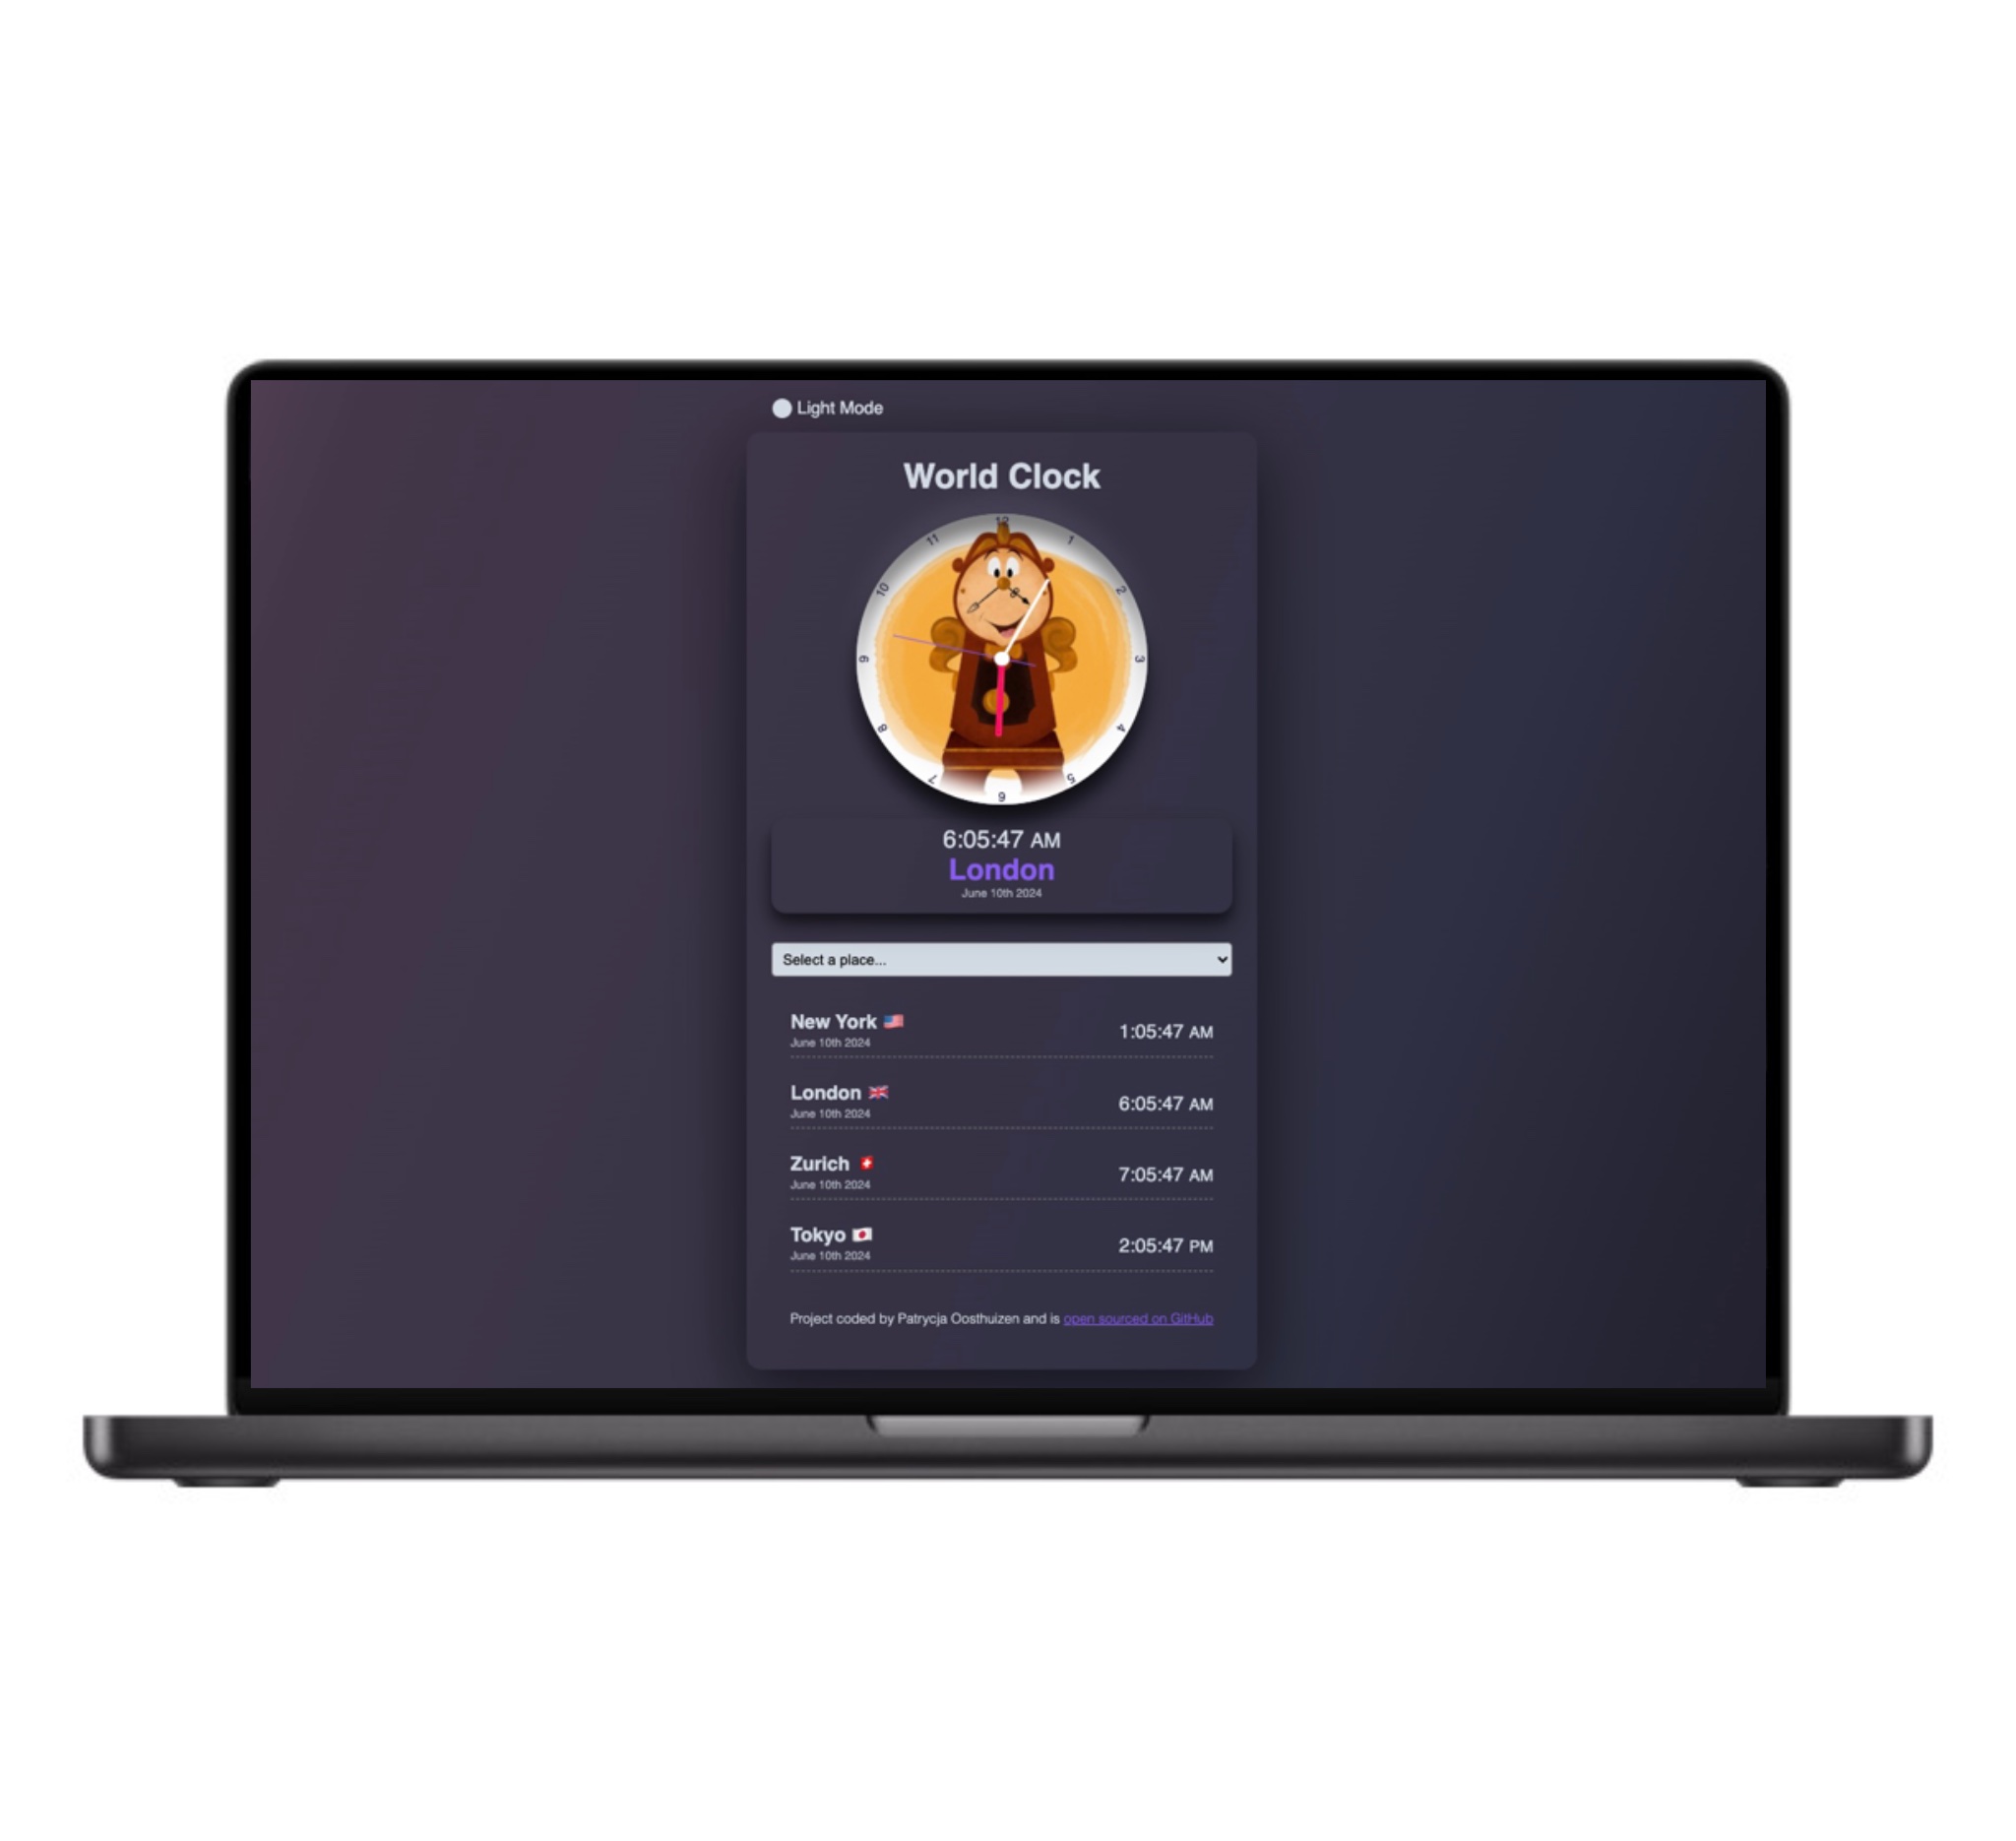 Light Mode
World Clock
12
11
1
10
2
9
3
8
4
7
5
6
6:05:47 AM
London
June 10th 2024
Select a place...
New York 🇺🇸
June 10th 2024
1:05:47 AM
London 🇬🇧
June 10th 2024
6:05:47 AM
Zurich 🇨🇭
June 10th 2024
7:05:47 AM
Tokyo 🇯🇵
June 10th 2024
2:05:47 PM
Project coded by Patrycja Oosthuizen and is open sourced on GitHub